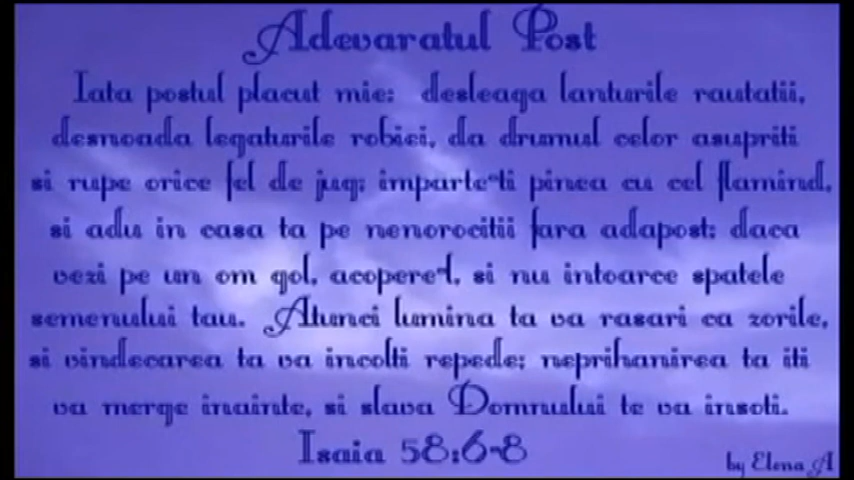 Adevaratul Post
Iata postul placut mie: desleaga lanturile rautatii,
desnoada legaturile robiei, da drumul celor asupriti
si rupe orice fel de jug; imparte-ti pinea cu cel flamind,
si adu in casa ta pe nenorocitii fara adapost; daca
vezi pe un om gol, acopere-l, si nu intoarce spatele
semenului tau. Atunci lumina ta va rasari ca zorile,
si vindecarea ta va incolti repede; neprihanirea ta iti
va merge inainte, si slava Domnului te va insoti.
Isaia 58:6-8
by Elena A